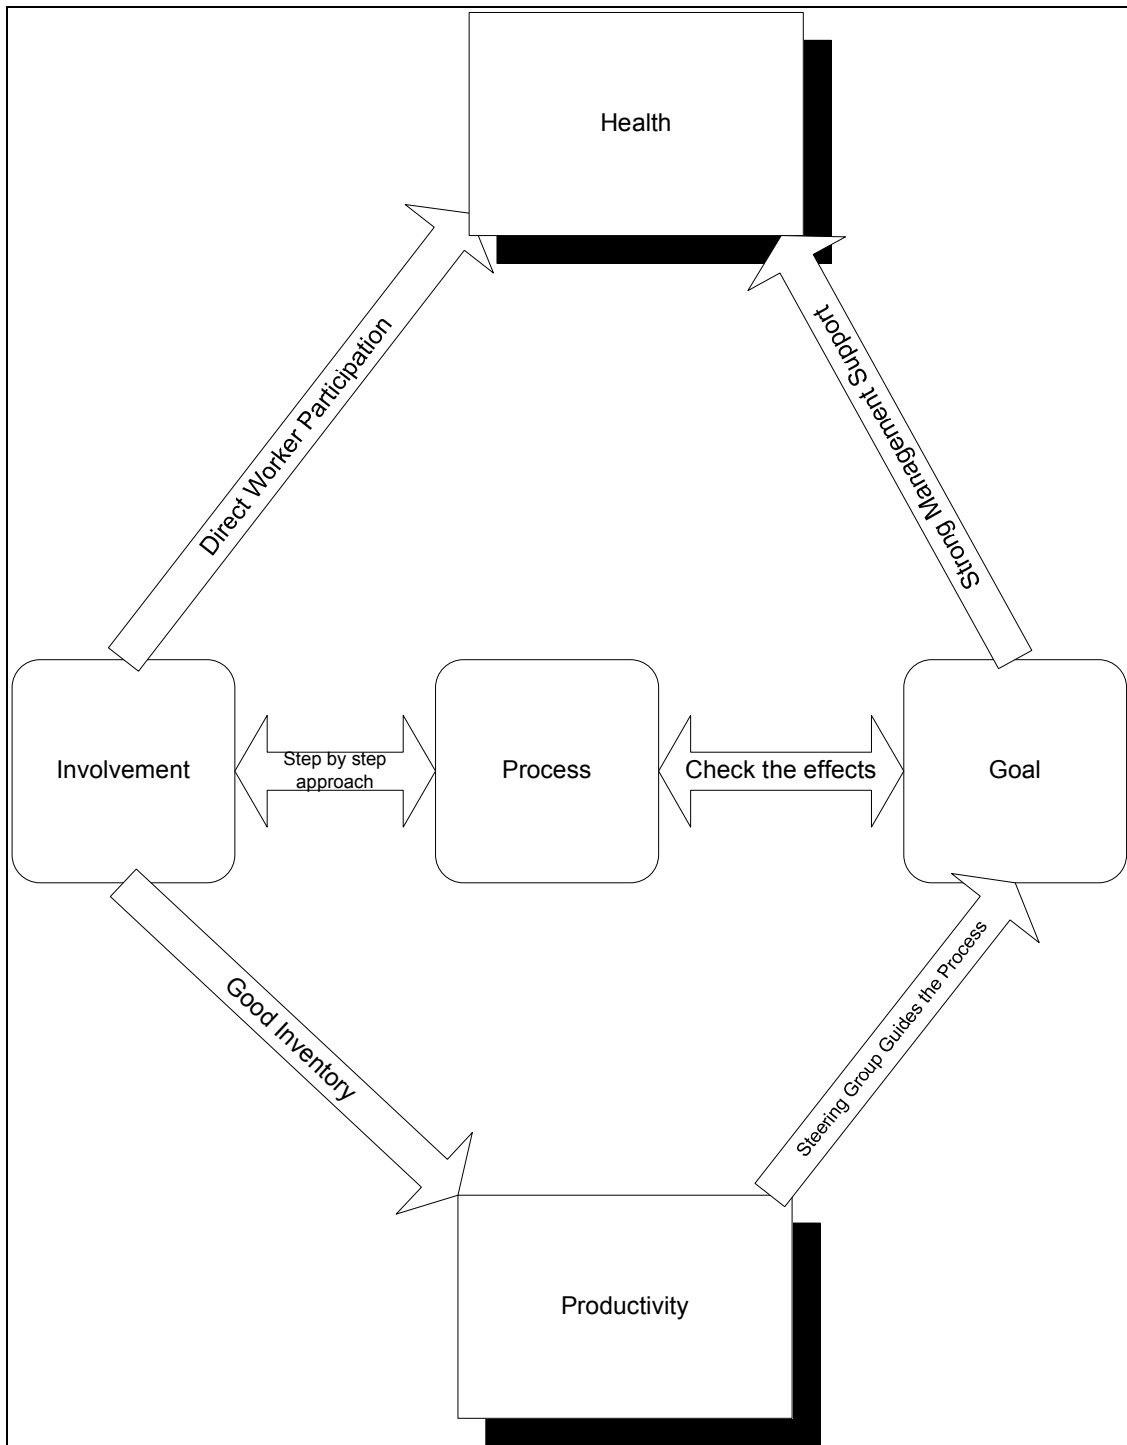 Health
Direct Worker Participation
Strong Management Support
Involvement
Step by step
approach
Process
Check the effects
Goal
Good Inventory
Steering Group Guides the Process
Productivity